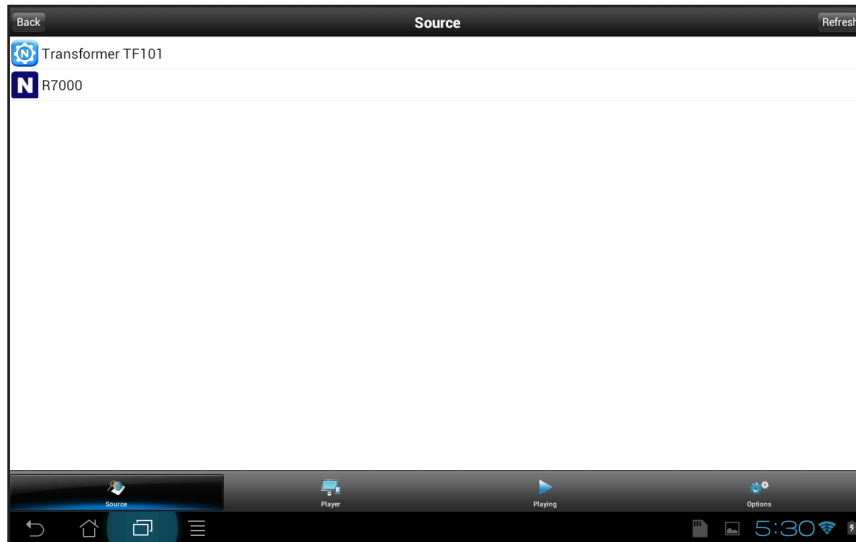 Back Source Refresh
N Transformer TF101
N R7000
Source Player Playing Options
5:30